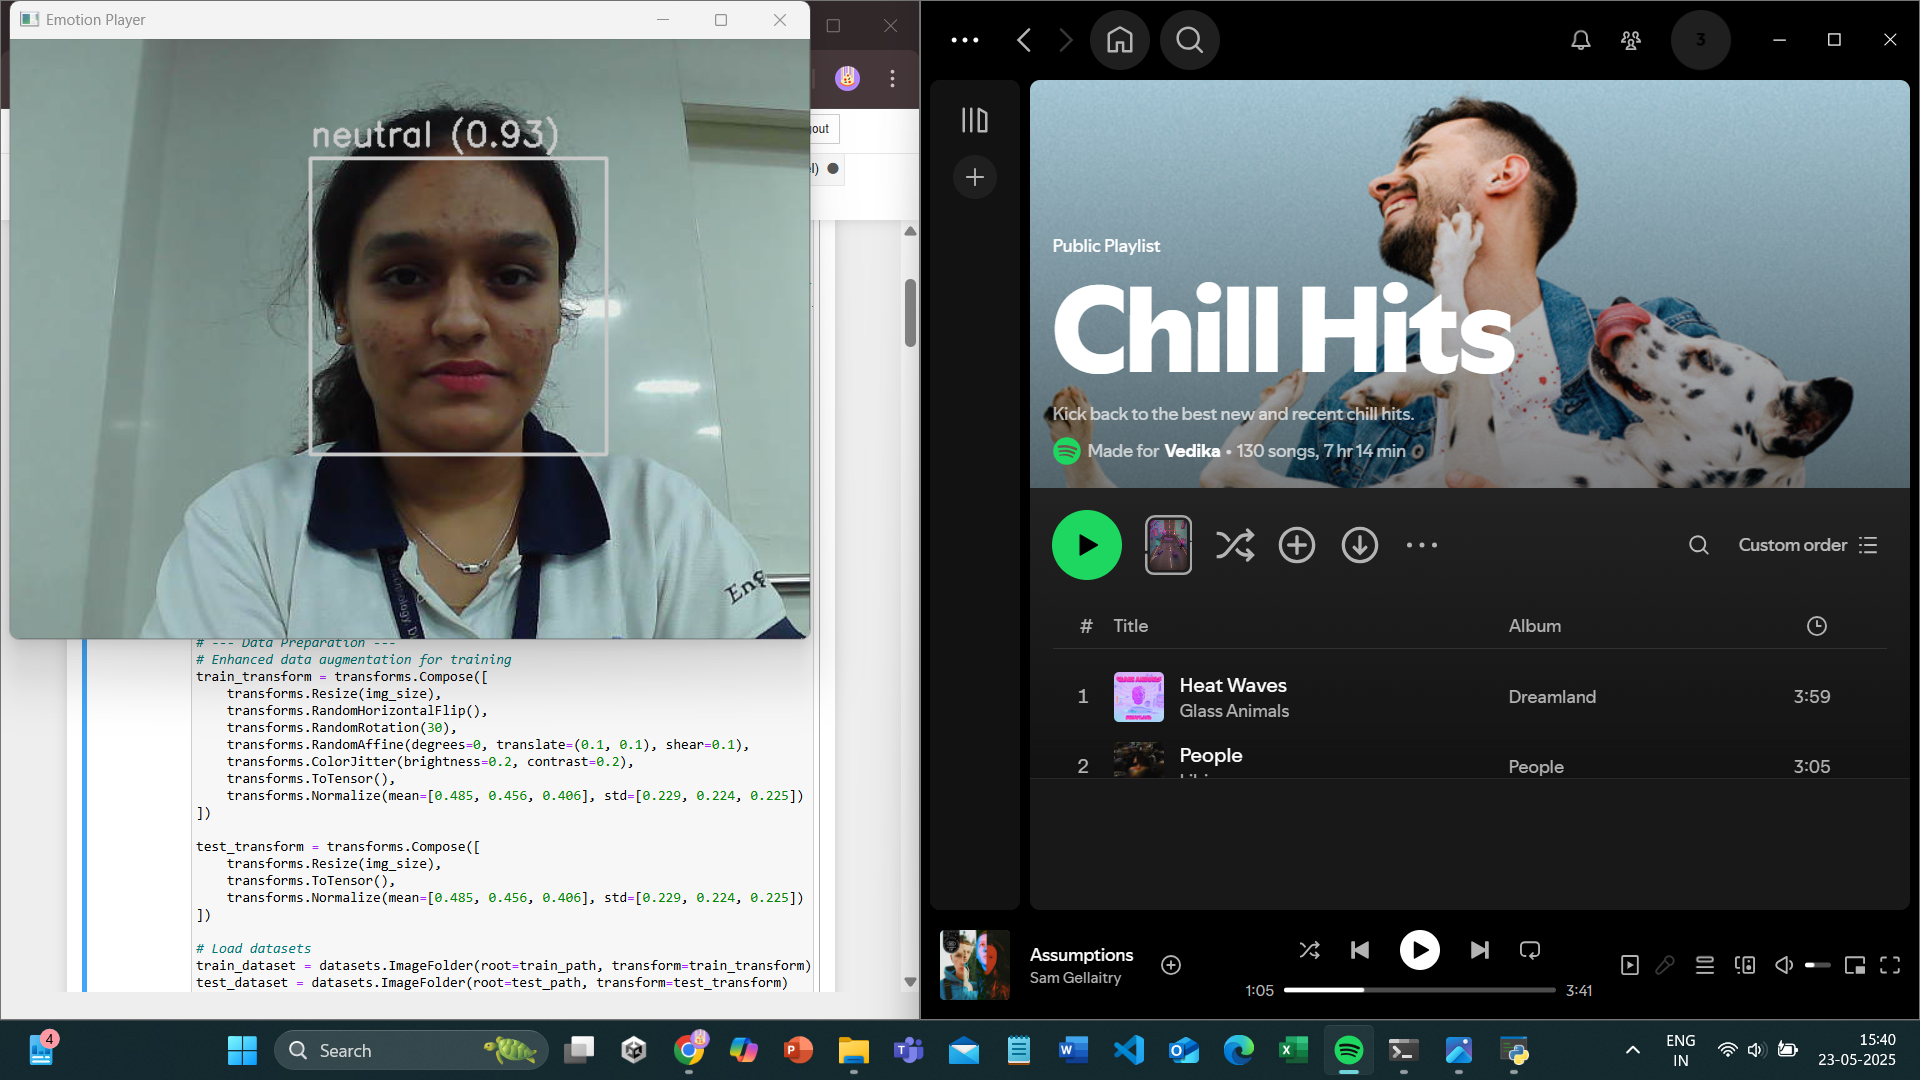 Emotion Player
neutral (0.93)
Eng
gout
l)
# --- Data Preparation ---
# Enhanced data augmentation for training
train_transform = transforms.Compose([
    transforms.Resize(img_size),
    transforms.RandomHorizontalFlip(),
    transforms.RandomRotation(30),
    transforms.RandomAffine(degrees=0, translate=(0.1, 0.1), shear=0.1),
    transforms.ColorJitter(brightness=0.2, contrast=0.2),
    transforms.ToTensor(),
    transforms.Normalize(mean=[0.485, 0.456, 0.406], std=[0.229, 0.224, 0.225])
])
test_transform = transforms.Compose([
    transforms.Resize(img_size),
    transforms.ToTensor(),
    transforms.Normalize(mean=[0.485, 0.456, 0.406], std=[0.229, 0.224, 0.225])
])
# Load datasets
train_dataset = datasets.ImageFolder(root=train_path, transform=train_transform)
test_dataset = datasets.ImageFolder(root=test_path, transform=test_transform)
3
Public Playlist
Chill Hits
Kick back to the best new and recent chill hits.
Made for Vedika • 130 songs, 7 hr 14 min
Custom order
# Title Album
1 Heat Waves Dreamland 3:59
Glass Animals
2 People People 3:05
Assumptions
Sam Gellaitry
1:05 3:41
4
Search
ENG
IN
15:40
23-05-2025